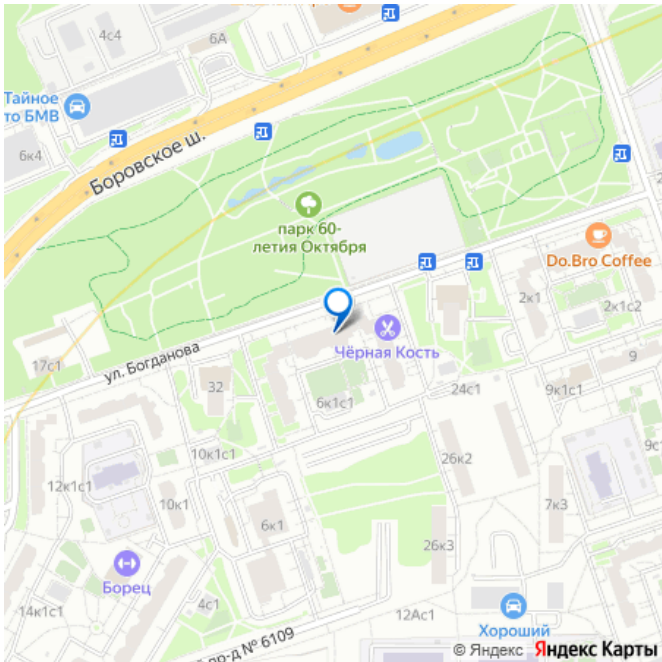 4с4
6А
Тайное
то БМВ
6к4
Боровское ш.
парк 60-
летия Октября
Do.Bro Coffee
2к1
2к1с2
17с1
ул. Богданова
Чёрная Кость
9
32
24с1
9к1с1
6к1с1
10к1с1
26к2
9с
12к1с1
10к1
7к3
6к1
26к3
Борец
4с1
14к1с1
12Ас1
пр-д № 6109
Хороший
© Яндекс Яндекс Карты